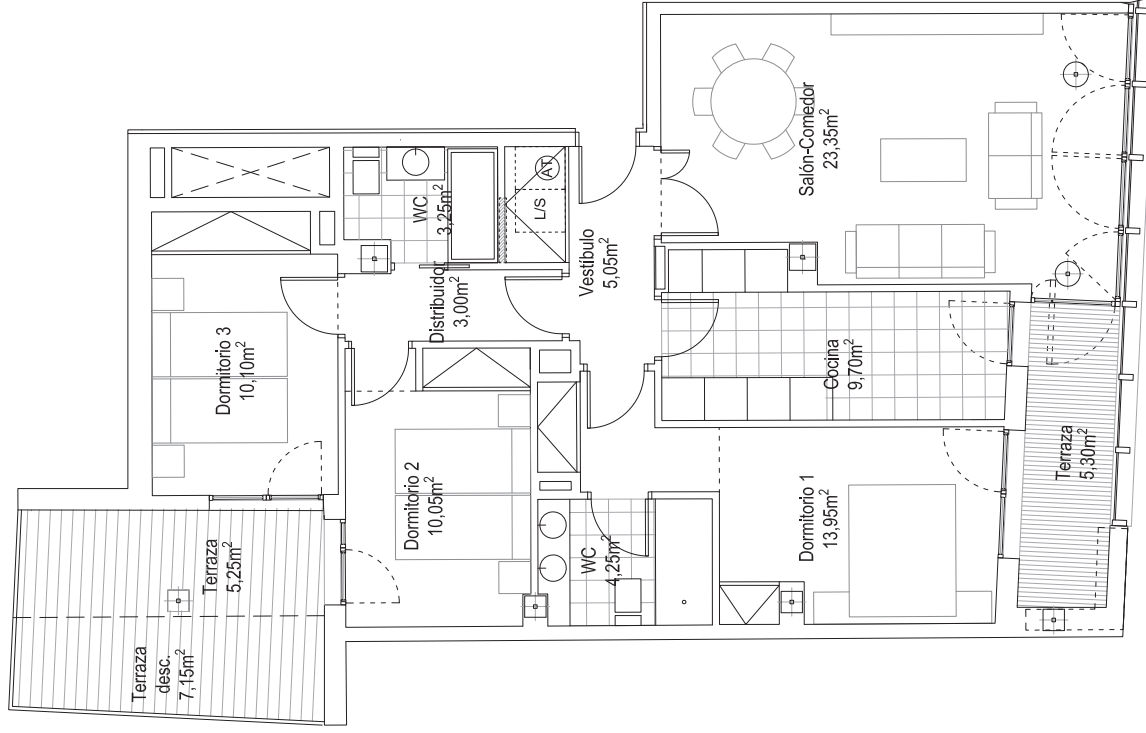 Salón-Comedor
23,35m²
AT
L/S
WC
3,25m²
Vestíbulo
5,05m²
Distribuidor
3,00m²
Dormitorio 3
10,10m²
Cocina
9,70m²
Terraza
5,30m²
Dormitorio 2
10,05m²
Dormitorio 1
13,95m²
WC
4,25m²
Terraza
5,25m²
Terraza
desc.
7,15m²